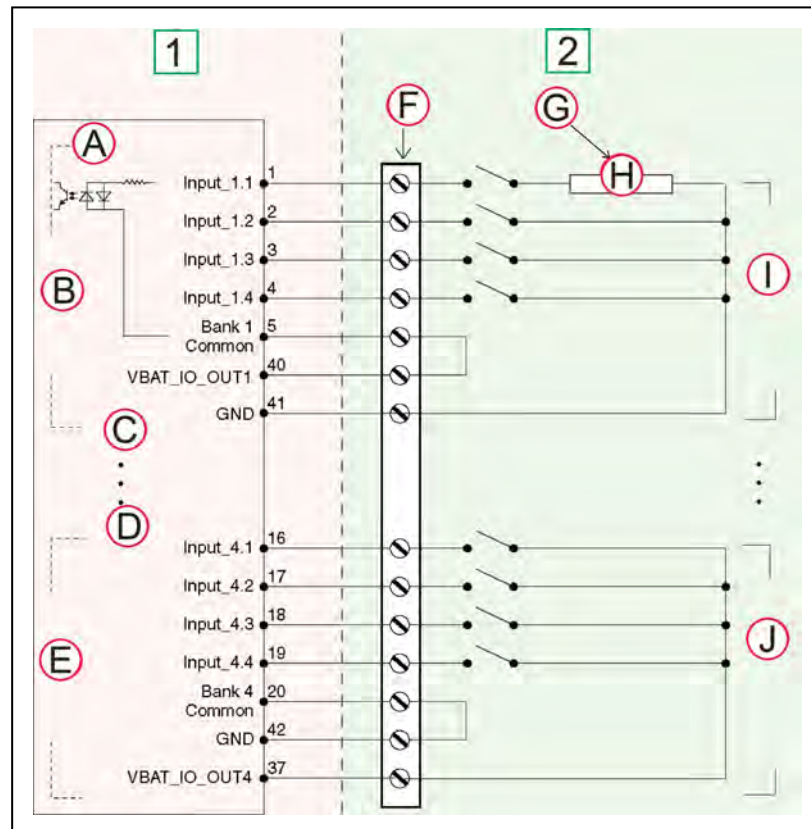 1 2
F
A G
Input_1.1 1 H
Input_1.2 2
B Input_1.3 3 I
Input_1.4 4
Bank 1
Common 5
VBAT_IO_OUT1 40
GND 41
C
D
Input_4.1 16
Input_4.2 17
Input_4.3 18
E Input_4.4 19 J
Bank 4
Common 20
GND 42
VBAT_IO_OUT4 37